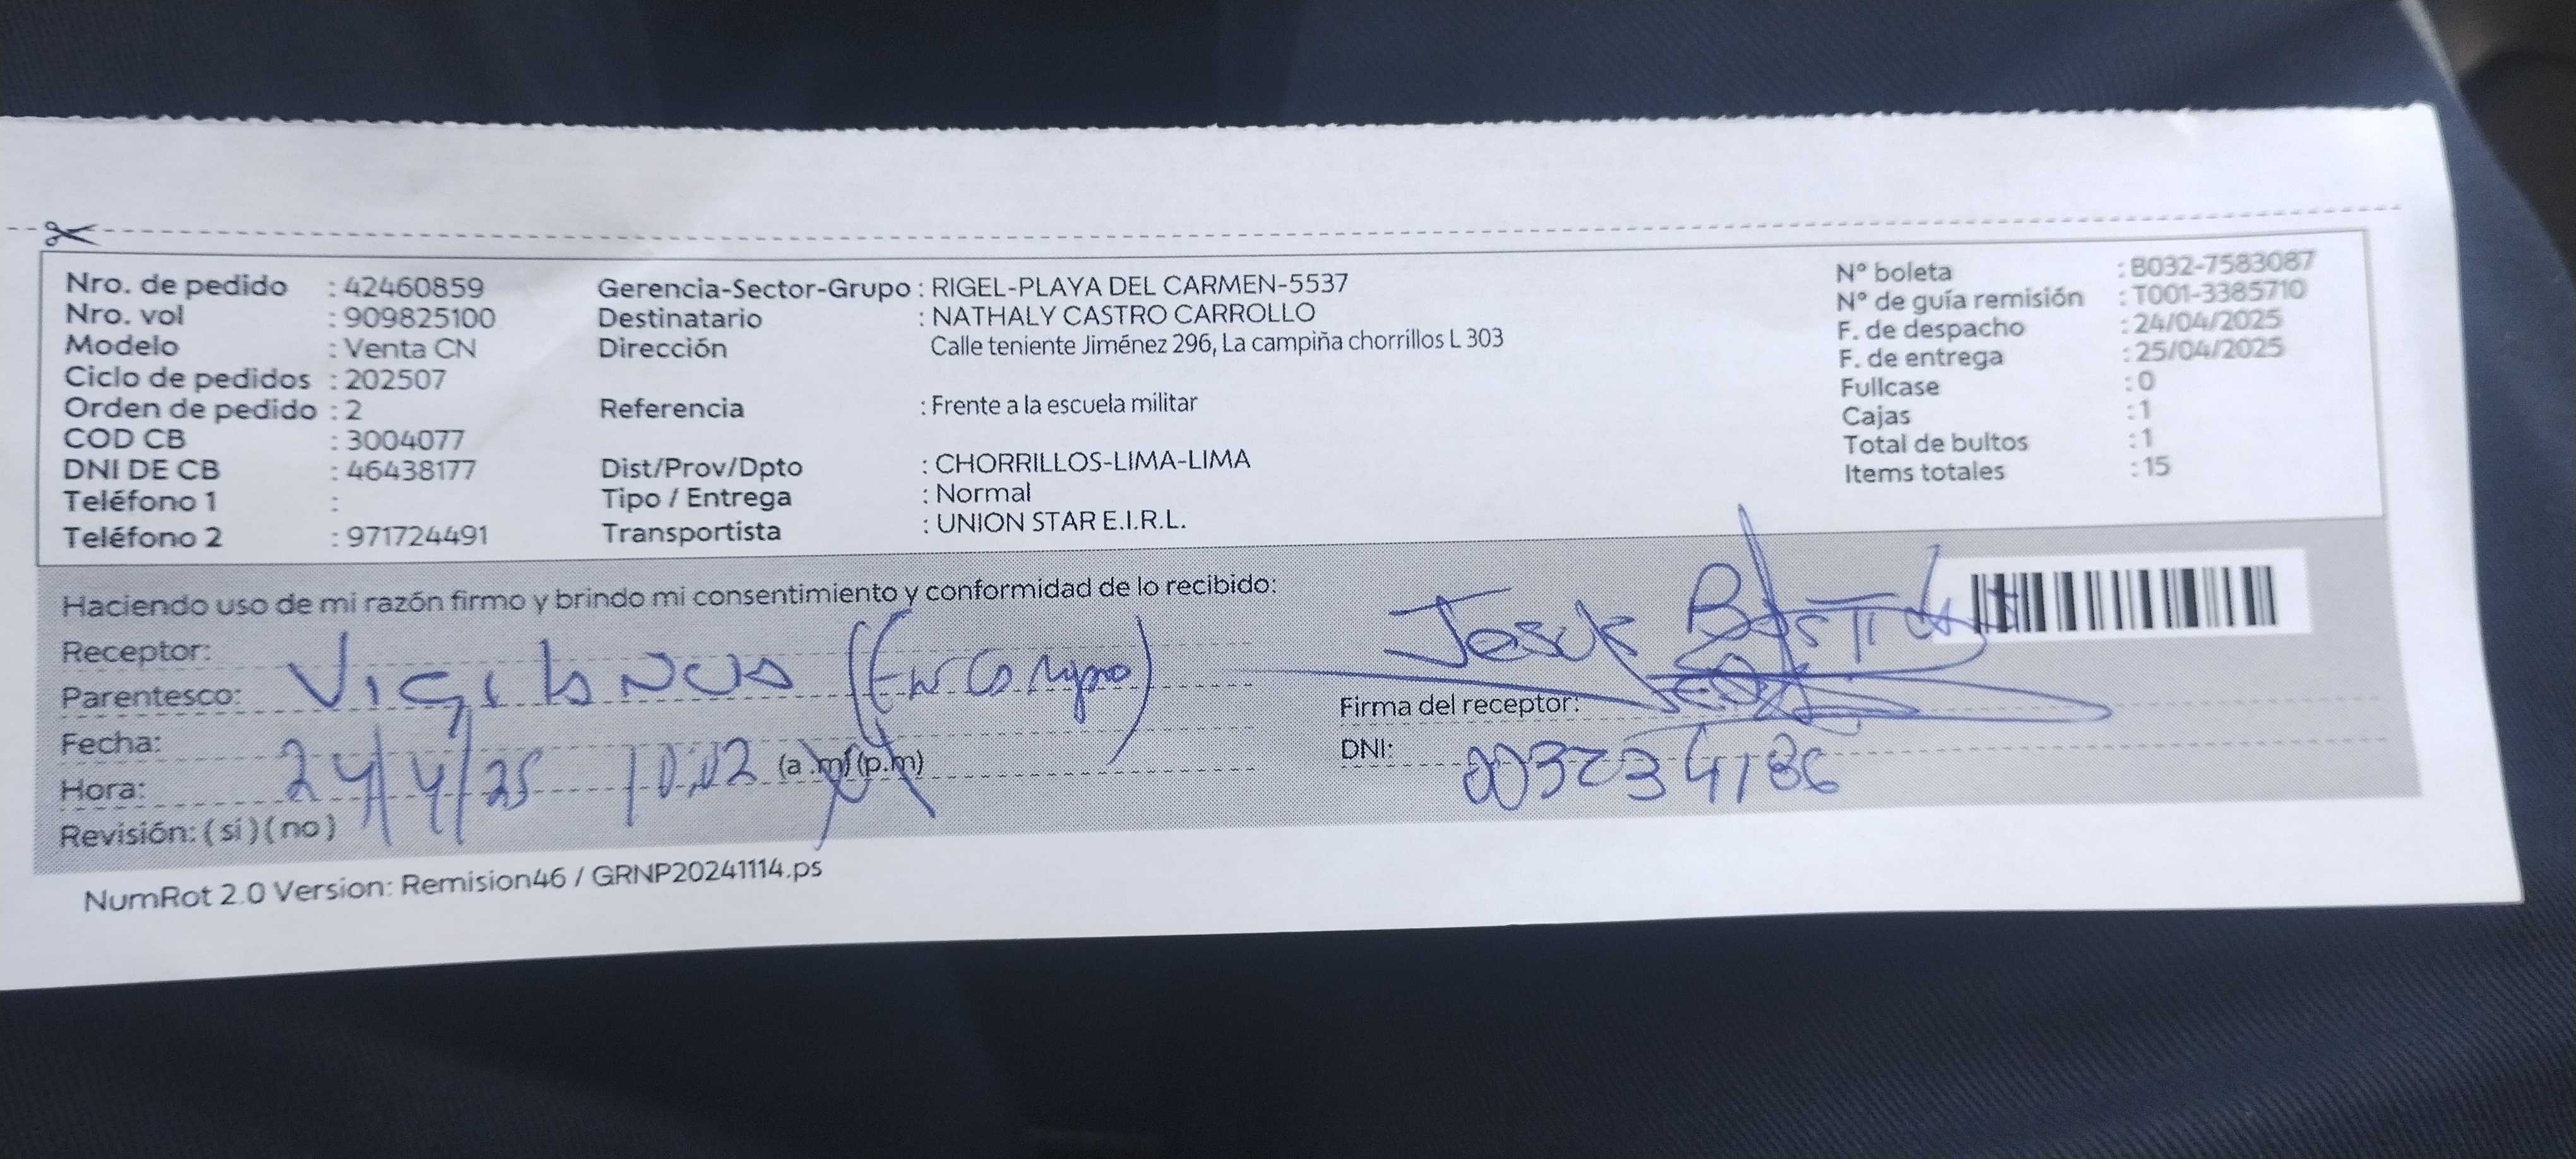 Nro. de pedido : 42460859
Nro. vol : 909825100
Modelo : Venta CN
Ciclo de pedidos : 202507
Orden de pedido : 2
COD CB : 3004077
DNI DE CB : 46438177
Teléfono 1 :
Teléfono 2 : 971724491
Gerencia-Sector-Grupo : RIGEL-PLAYA DEL CARMEN-5537
Destinatario : NATHALY CASTRO CARROLLO
Dirección Calle teniente Jiménez 296, La campiña chorrillos L 303
Referencia : Frente a la escuela militar
Dist/Prov/Dpto : CHORRILLOS-LIMA-LIMA
Tipo / Entrega : Normal
Transportista : UNION STAR E.I.R.L.
N° boleta : B032-7583087
N° de guía remisión : T001-3385710
F. de despacho : 24/04/2025
F. de entrega : 25/04/2025
Fullcase : 0
Cajas : 1
Total de bultos : 1
Items totales : 15
Haciendo uso de mi razón firmo y brindo mi consentimiento y conformidad de lo recibido:
Receptor:
Parentesco: Vigilancia
Fecha: 24/4/25
Hora: 10:02 (a.m)(p.m)
Revisión: (si)(no)
Jesus
Firma del receptor:
DNI:
NumRot 2.0 Version: Remision46 / GRNP20241114.ps